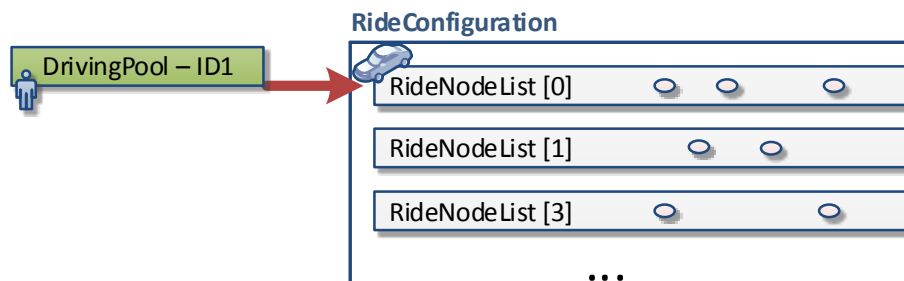 RideConfiguration
DrivingPool – ID1
RideNodeList [0]
RideNodeList [1]
RideNodeList [3]
...